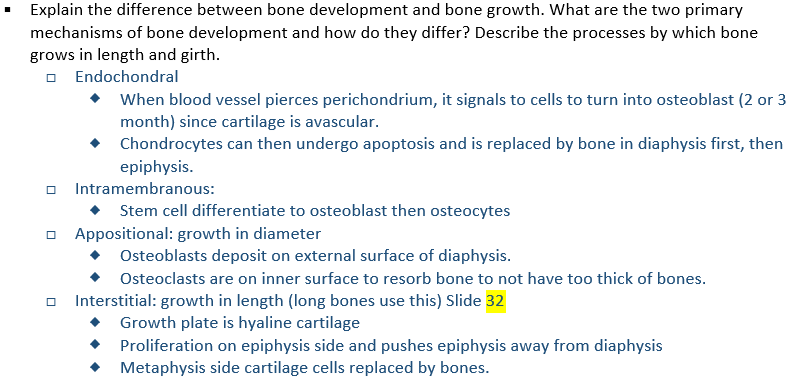 Explain the difference between bone development and bone growth. What are the two primary
mechanisms of bone development and how do they differ? Describe the processes by which bone
grows in length and girth.
Endochondral
When blood vessel pierces perichondrium, it signals to cells to turn into osteoblast (2 or 3
month) since cartilage is avascular.
Chondrocytes can then undergo apoptosis and is replaced by bone in diaphysis first, then
epiphysis.
Intramembranous:
Stem cell differentiate to osteoblast then osteocytes
Appositional: growth in diameter
Osteoblasts deposit on external surface of diaphysis.
Osteoclasts are on inner surface to resorb bone to not have too thick of bones.
Interstitial: growth in length (long bones use this) Slide 32
Growth plate is hyaline cartilage
Proliferation on epiphysis side and pushes epiphysis away from diaphysis
Metaphysis side cartilage cells replaced by bones.